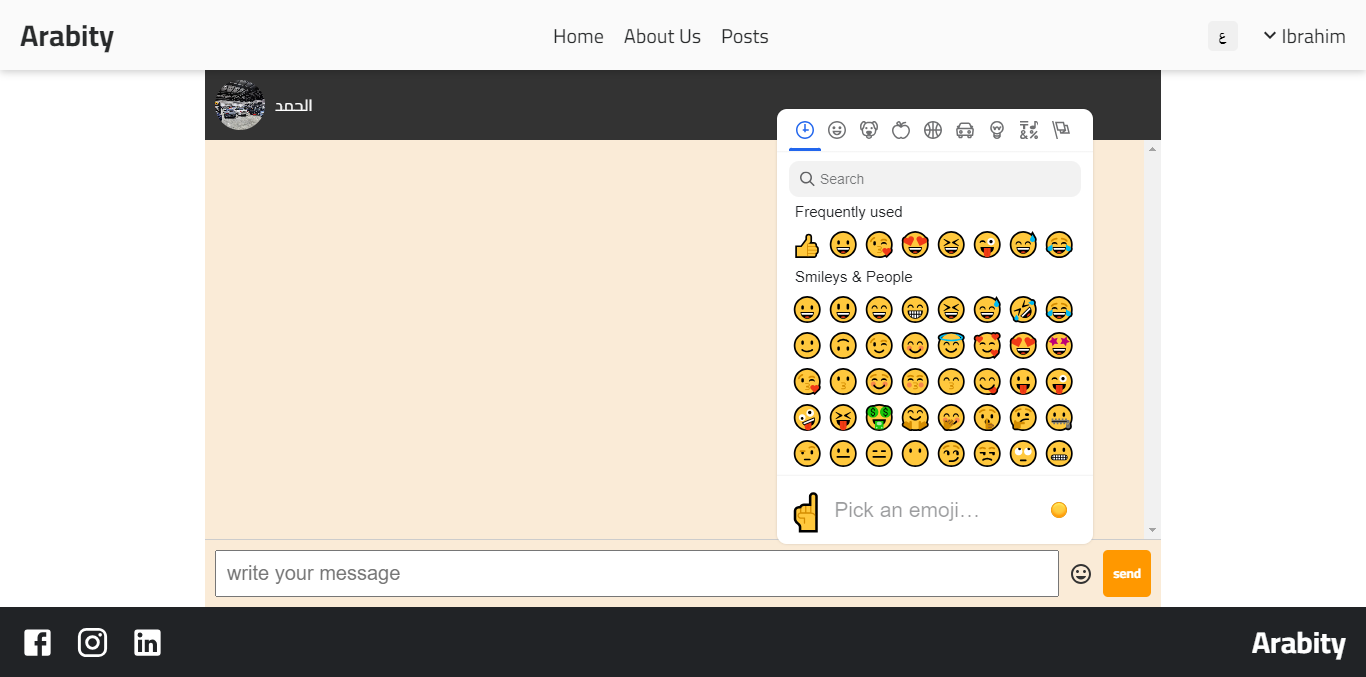 Arabity
Home About Us Posts
ع
Ibrahim
الحمد
Search
Frequently used
Smileys & People
Pick an emoji…
write your message
send
Arabity